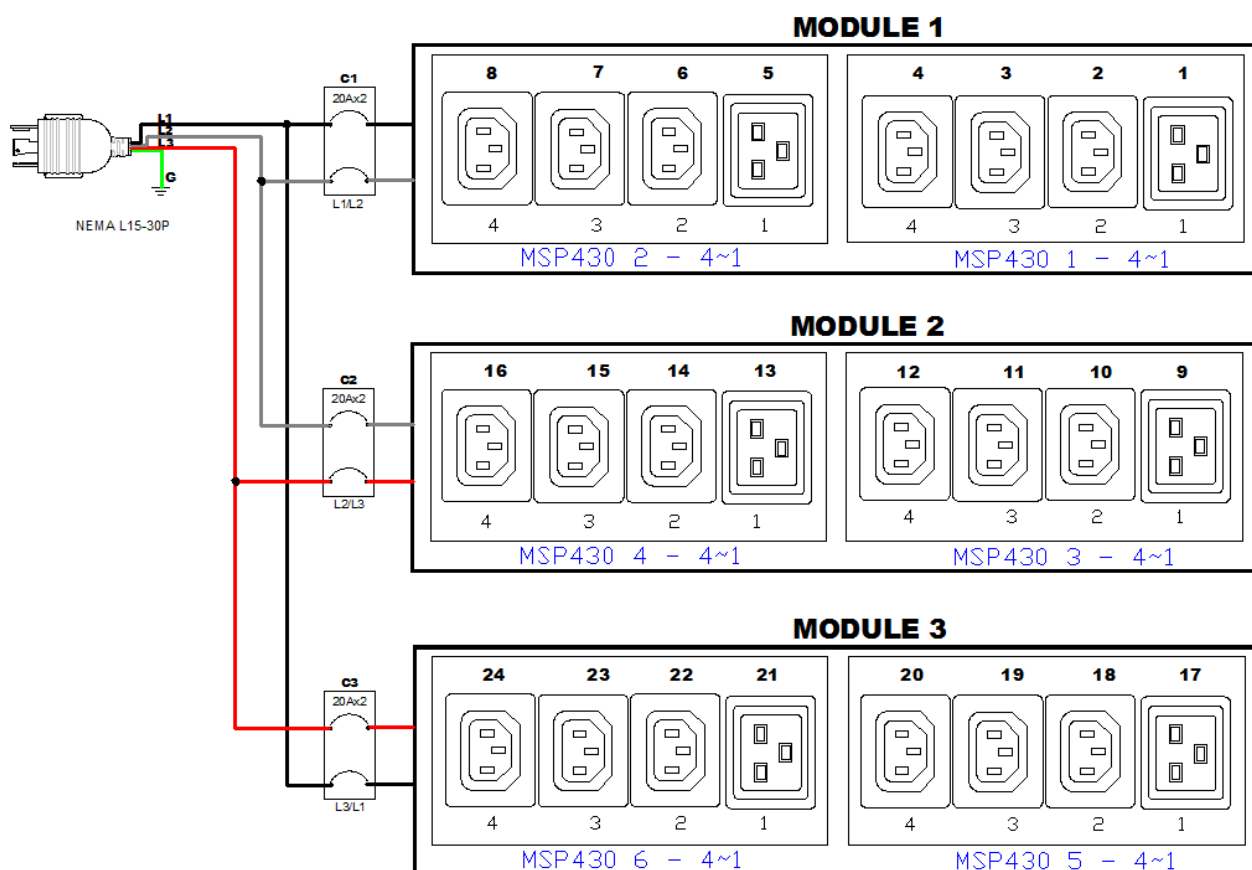 MODULE 1
C1
20Ax2
8 7 6 5 4 3 2 1
L1
L2
L3
G
L1/L2
NEMA L15-30P
4 3 2 1 4 3 2 1
MSP430 2 - 4~1 MSP430 1 - 4~1
MODULE 2
C2
20Ax2
16 15 14 13 12 11 10 9
L2/L3
4 3 2 1 4 3 2 1
MSP430 4 - 4~1 MSP430 3 - 4~1
MODULE 3
C3
20Ax2
24 23 22 21 20 19 18 17
L3/L1
4 3 2 1 4 3 2 1
MSP430 6 - 4~1 MSP430 5 - 4~1